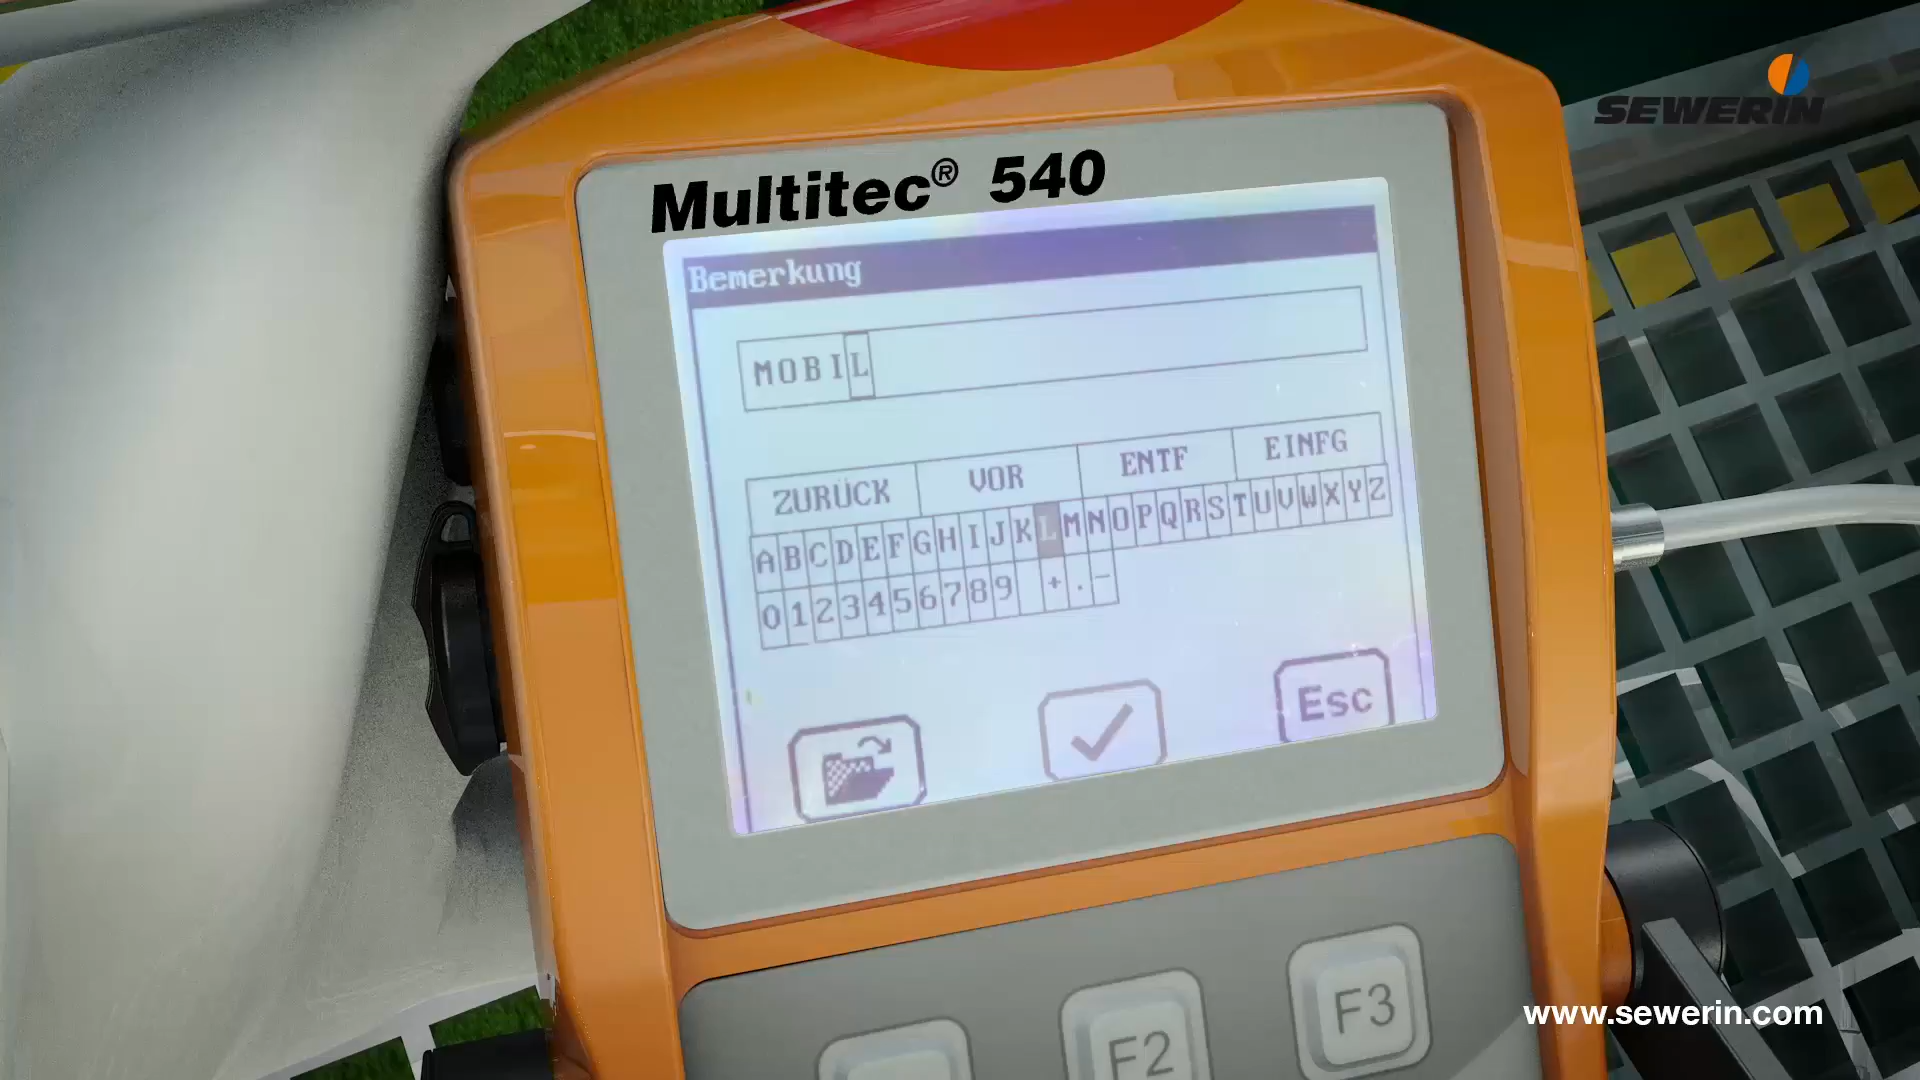 SEWERIN
Multitec® 540
Bemerkung
MOBIL
ZURÜCK VOR ENTF EINFG
ABCDEFGHIJKLMNOPQRSTUVWXYZ
0123456789 +.-
Esc
F2 F3
www.sewerin.com